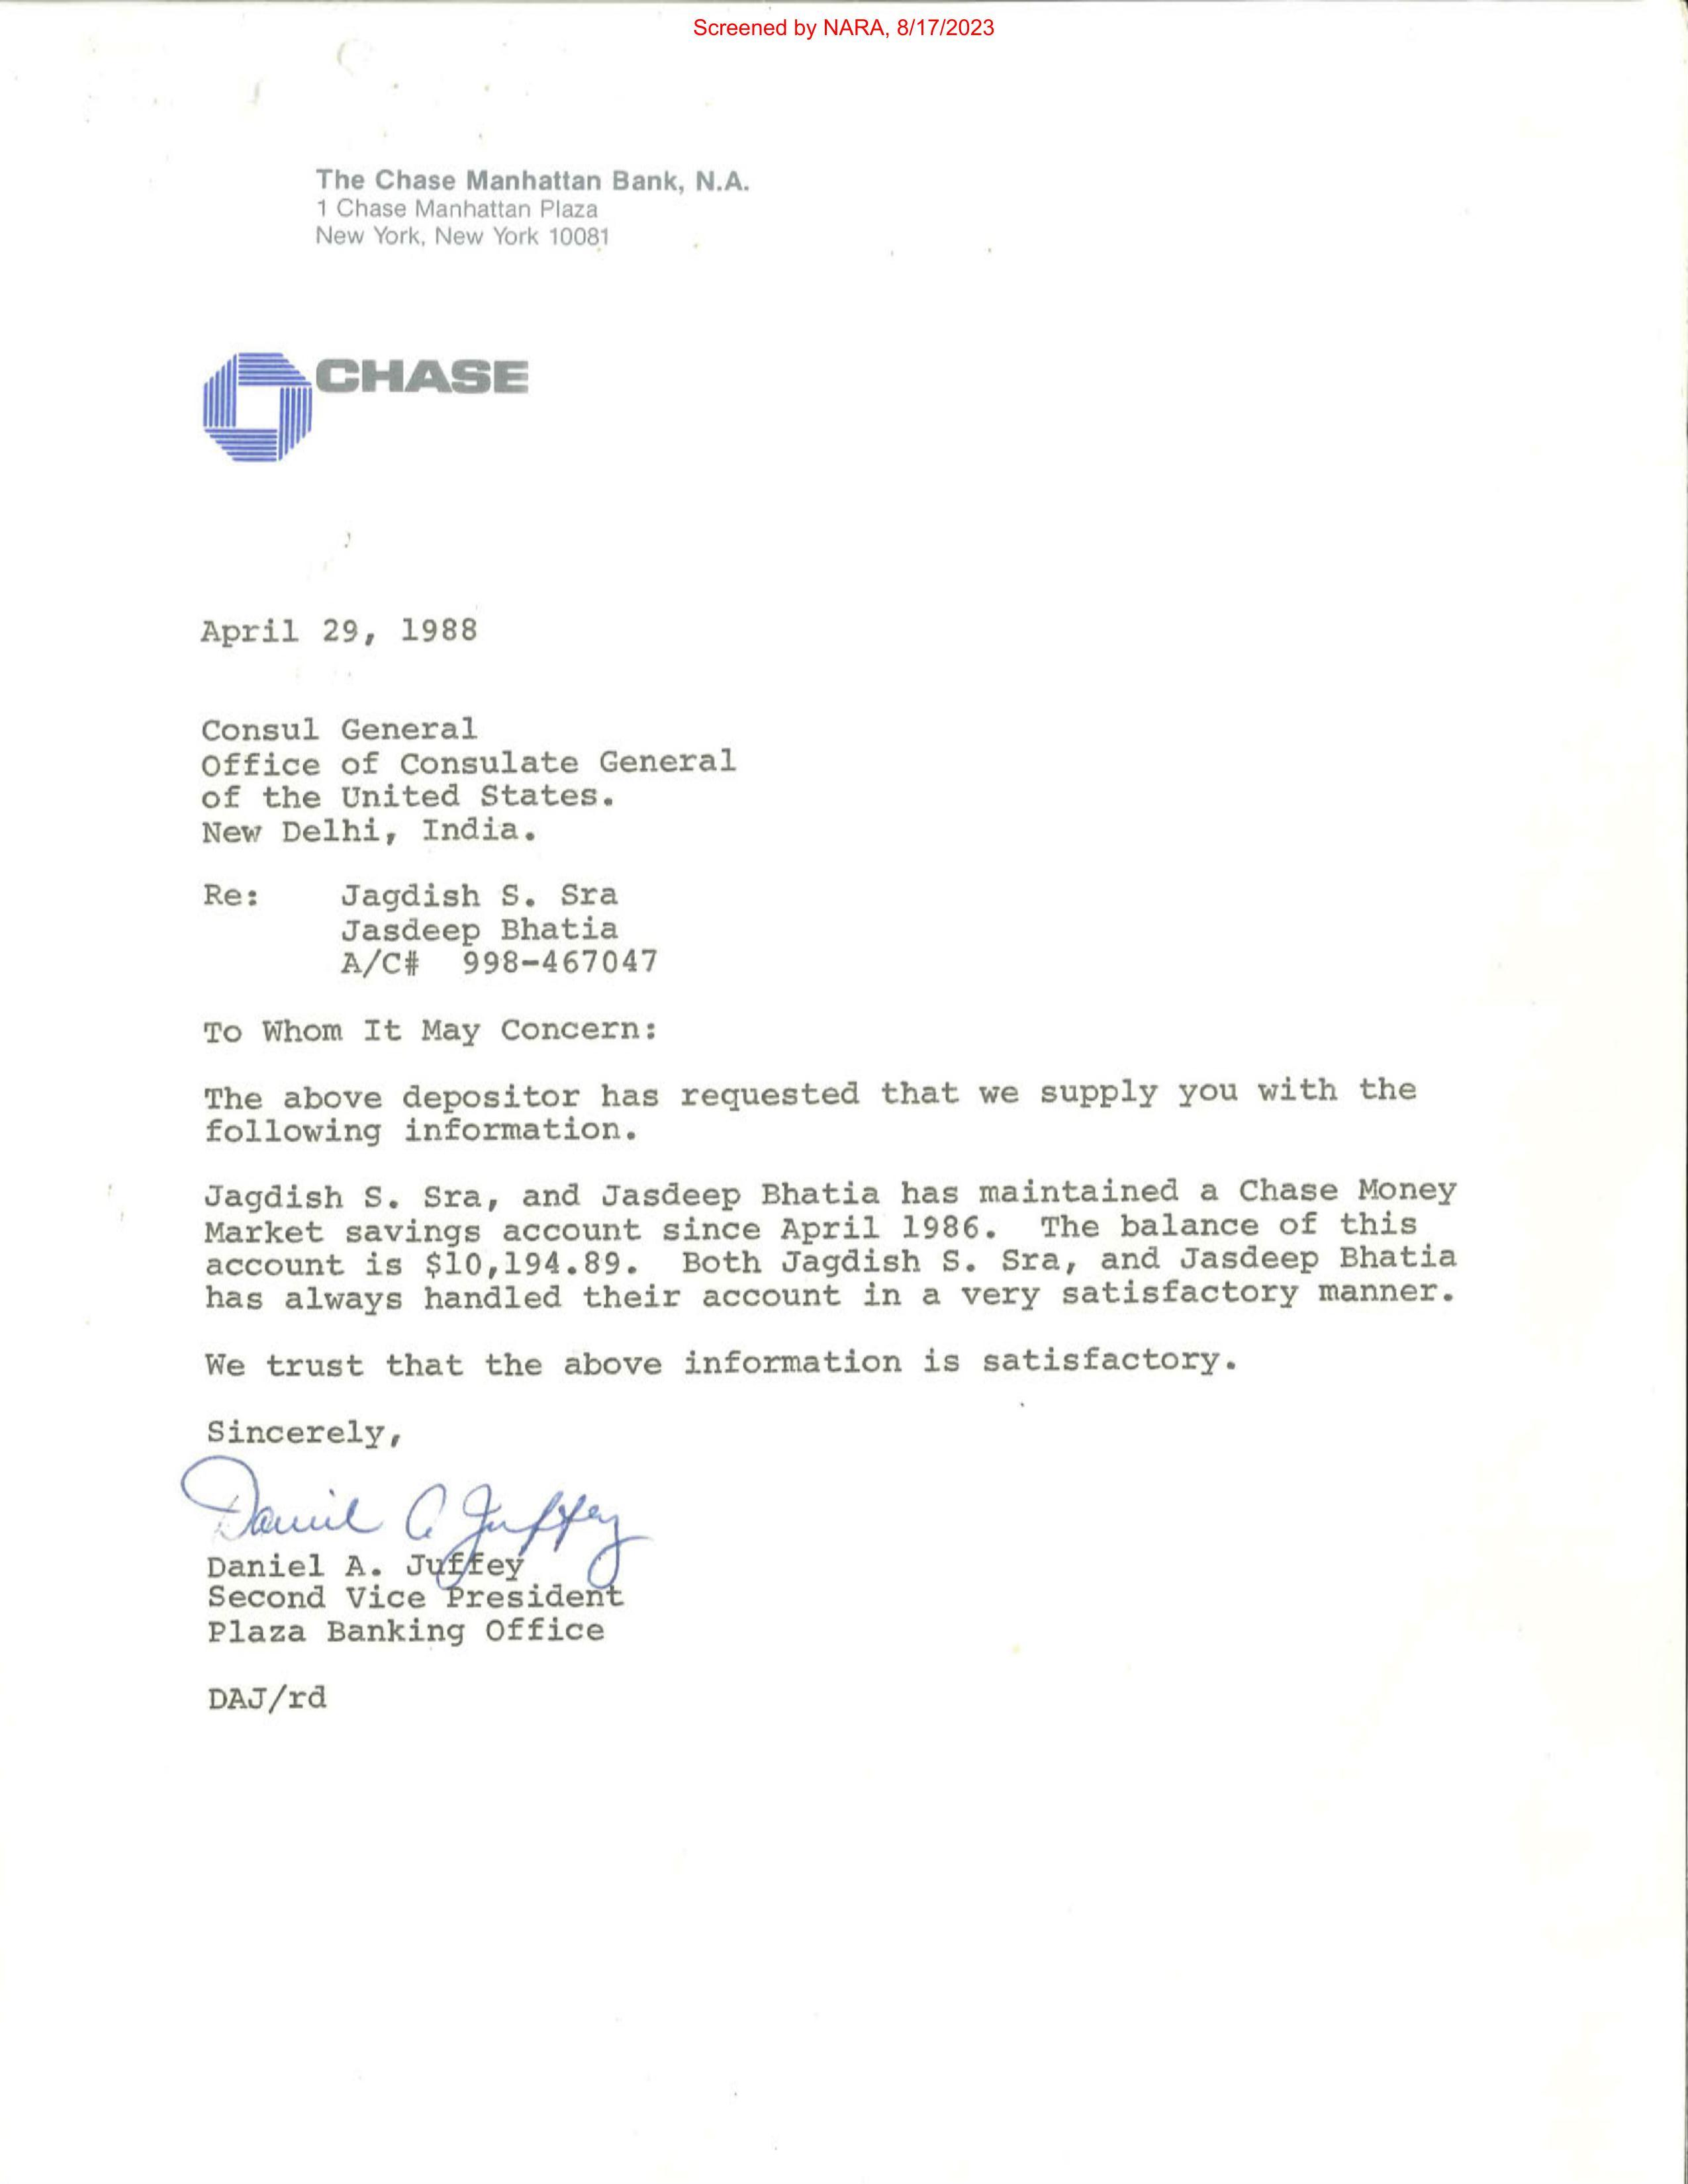 Screened by NARA, 8/17/2023
The Chase Manhattan Bank, N.A.
1 Chase Manhattan Plaza
New York, New York 10081
CHASE
April 29, 1988
Consul General
Office of Consulate General
of the United States.
New Delhi, India.
Re: Jagdish S. Sra
Jasdeep Bhatia
A/C# 998-467047
To Whom It May Concern:
The above depositor has requested that we supply you with the
following information.
Jagdish S. Sra, and Jasdeep Bhatia has maintained a Chase Money
Market savings account since April 1986. The balance of this
account is $10,194.89. Both Jagdish S. Sra, and Jasdeep Bhatia
has always handled their account in a very satisfactory manner.
We trust that the above information is satisfactory.
Sincerely,
Daniel A Juffey
Daniel A. Juffey
Second Vice President
Plaza Banking Office
DAJ/rd